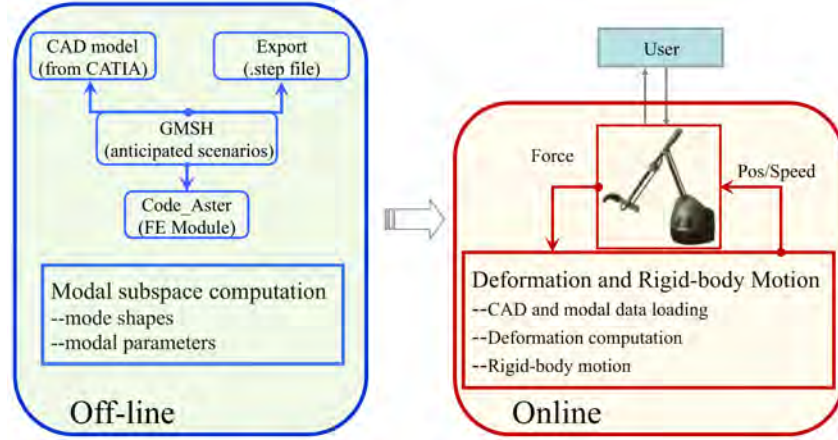 CAD model
(from CATIA)
Export
(.step file)
GMSH
(anticipated scenarios)
Code_Aster
(FE Module)
Modal subspace computation
--mode shapes
--modal parameters
Off-line
User
Force
Pos/Speed
Deformation and Rigid-body Motion
--CAD and modal data loading
--Deformation computation
--Rigid-body motion
Online